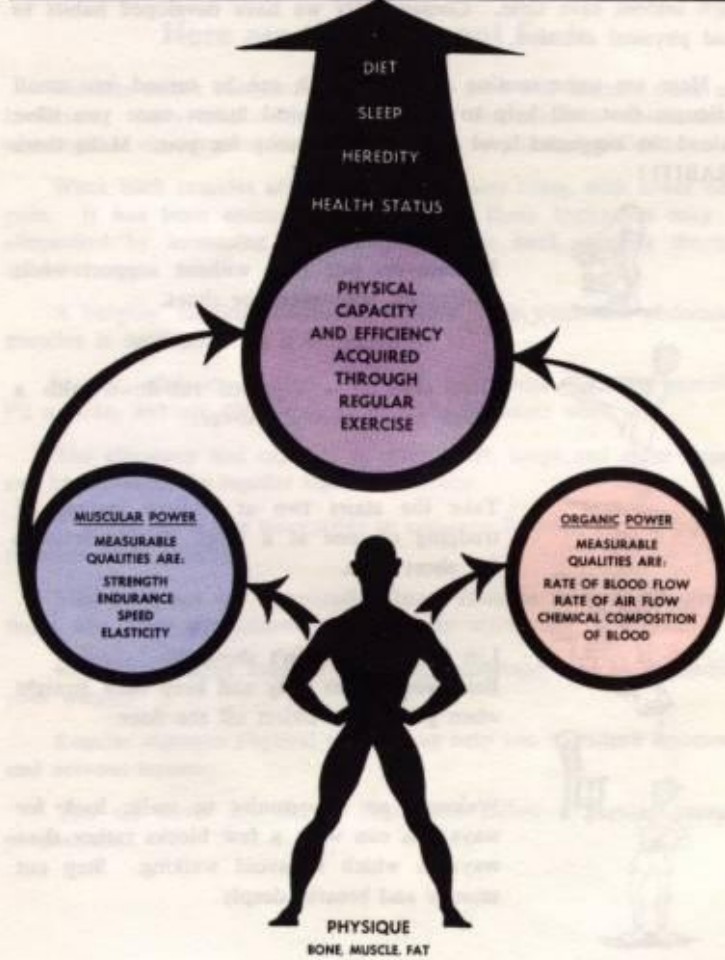 DIET
SLEEP
HEREDITY
HEALTH STATUS
PHYSICAL
CAPACITY
AND EFFICIENCY
ACQUIRED
THROUGH
REGULAR
EXERCISE
MUSCULAR POWER
MEASURABLE
QUALITIES ARE:
STRENGTH
ENDURANCE
SPEED
ELASTICITY
ORGANIC POWER
MEASURABLE
QUALITIES ARE:
RATE OF BLOOD FLOW
RATE OF AIR FLOW
CHEMICAL COMPOSITION
OF BLOOD
PHYSIQUE
BONE, MUSCLE, FAT